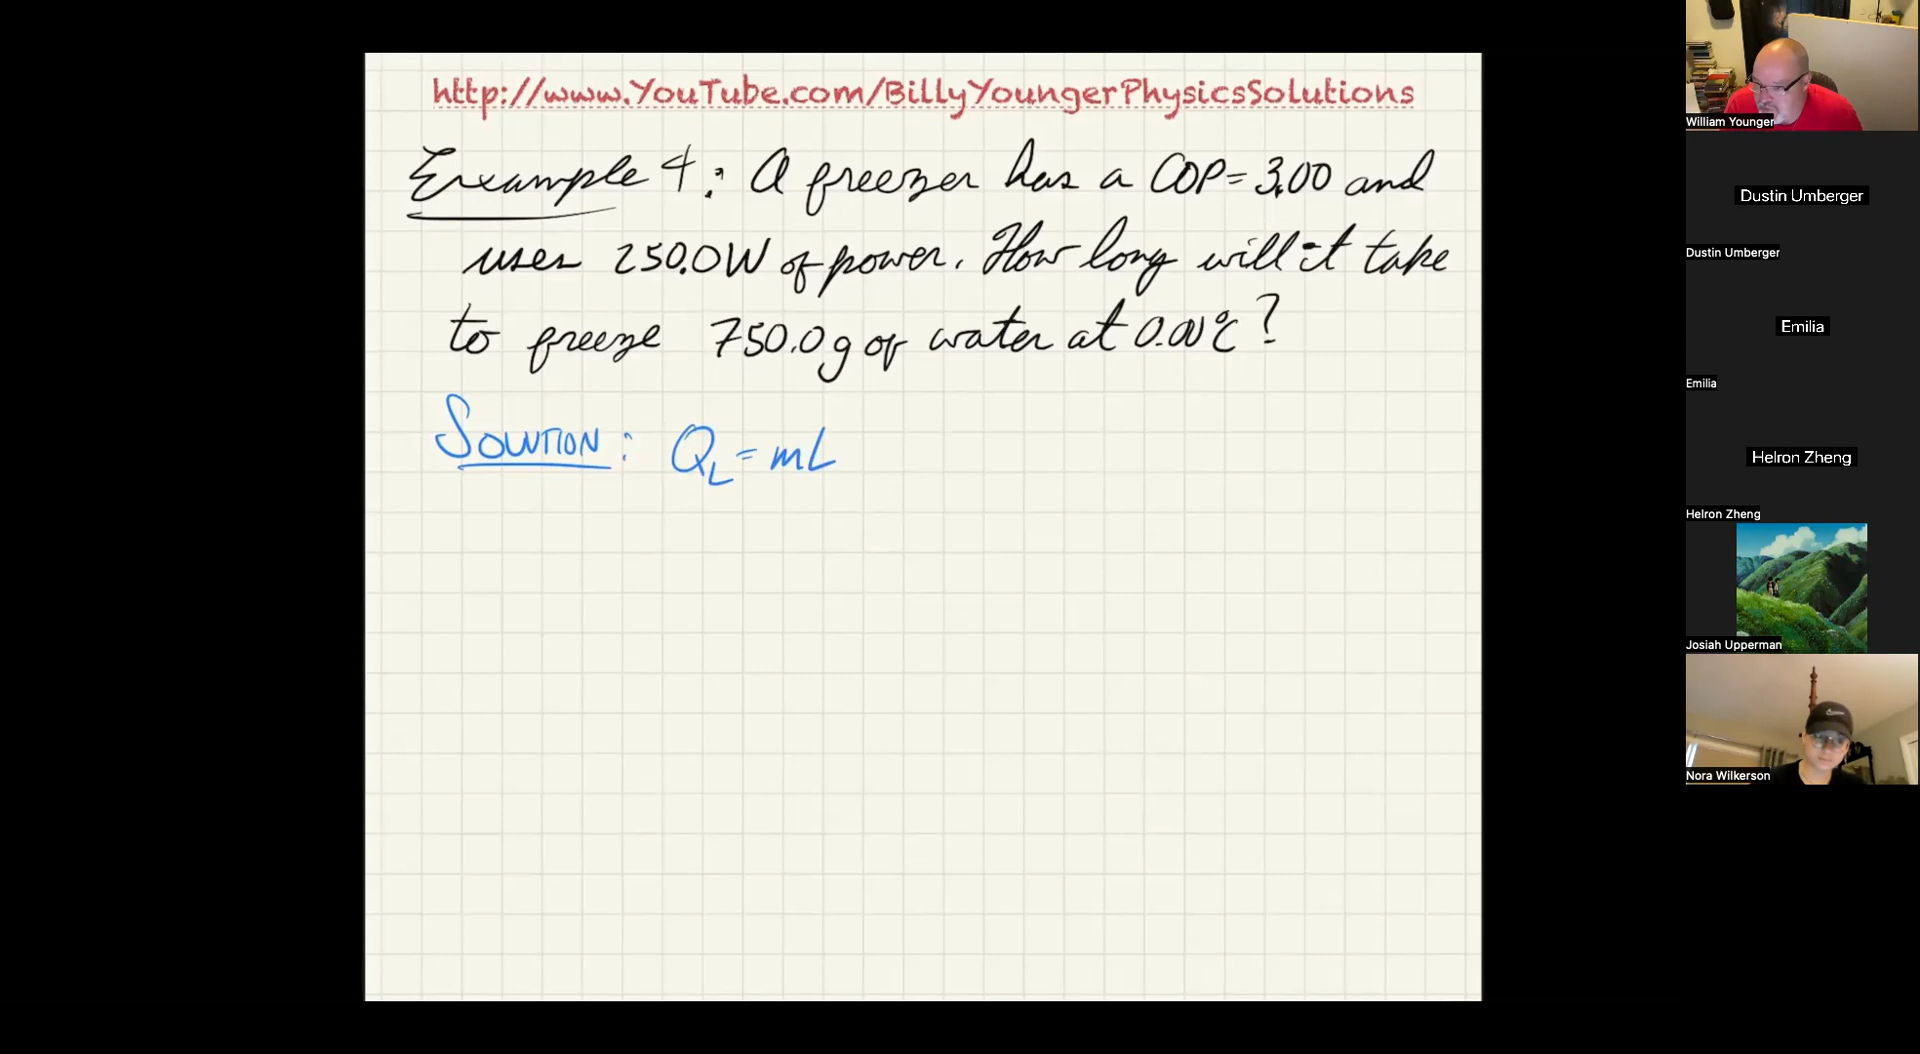 http://www.YouTube.com/BillyYoungerPhysicsSolutions
Example 4: A freezer has a COP=3.00 and
uses 250.0W of power. How long will it take
to freeze 750.0g of water at 0.00°C?
SOLUTION: Q_L = mL
William Younger
Dustin Umberger
Dustin Umberger
Emilia
Emilia
Helron Zheng
Helron Zheng
Josiah Upperman
Nora Wilkerson